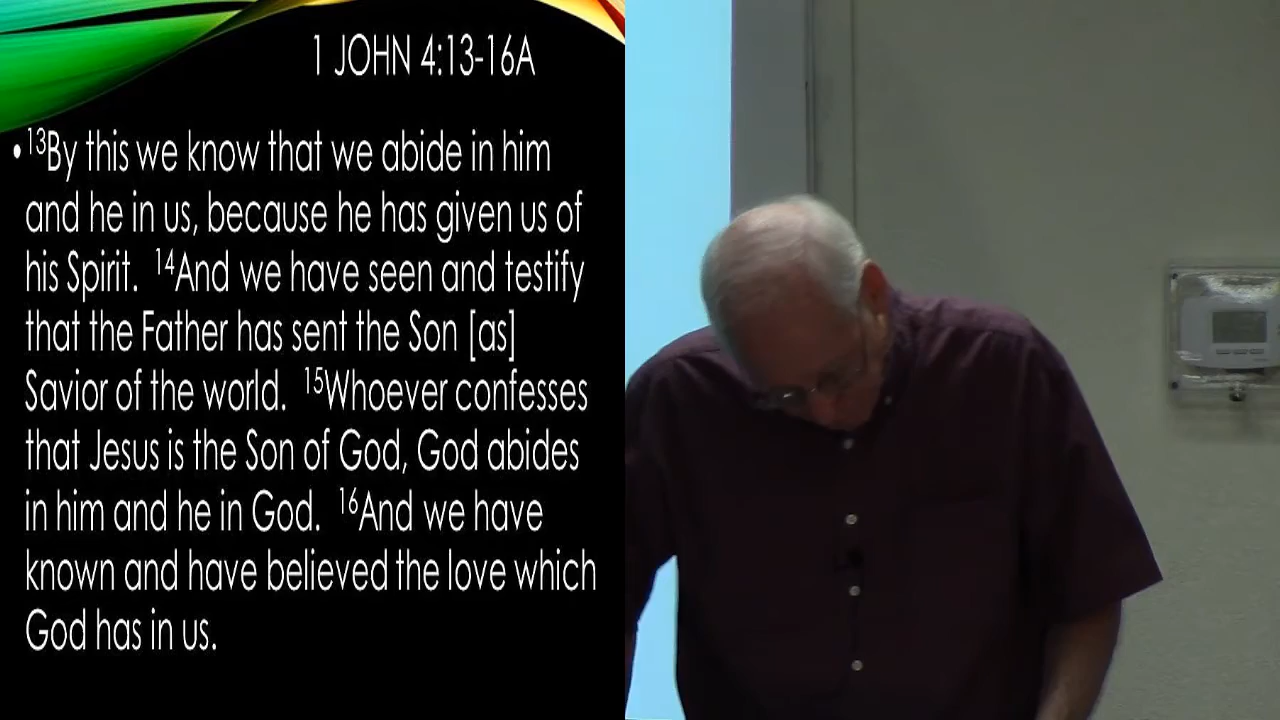 1 JOHN 4:13-16A
• ¹³By this we know that we abide in him
and he in us, because he has given us of
his Spirit. ¹⁴And we have seen and testify
that the Father has sent the Son [as]
Savior of the world. ¹⁵Whoever confesses
that Jesus is the Son of God, God abides
in him and he in God. ¹⁶And we have
known and have believed the love which
God has in us.